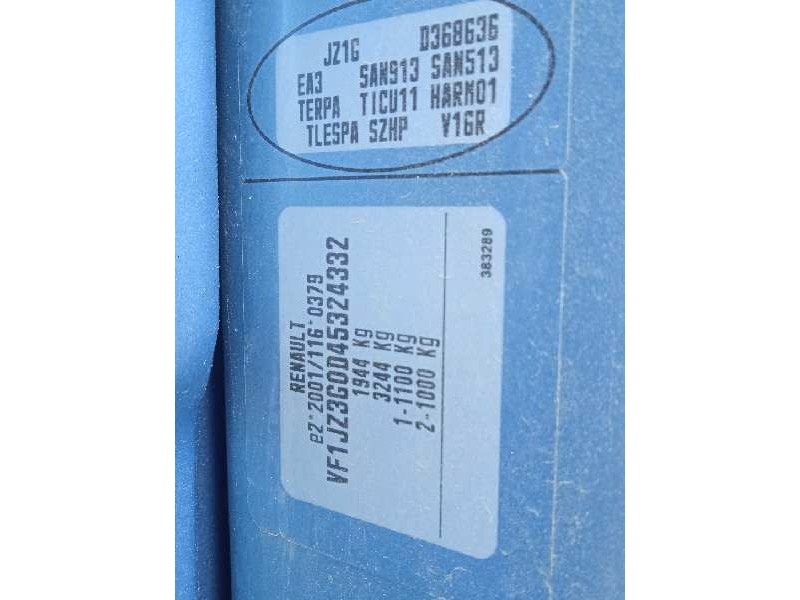 JZ1G D368636
EA3 SAN913 SAN513
TERPA TICU11 HARM01
TLESPA SZHP V16R
RENAULT
e2*2001/116*0379
VF1JZ3G0D45324332
1944 Kg
3244 Kg
1-1100 Kg
2-1000 Kg
383289